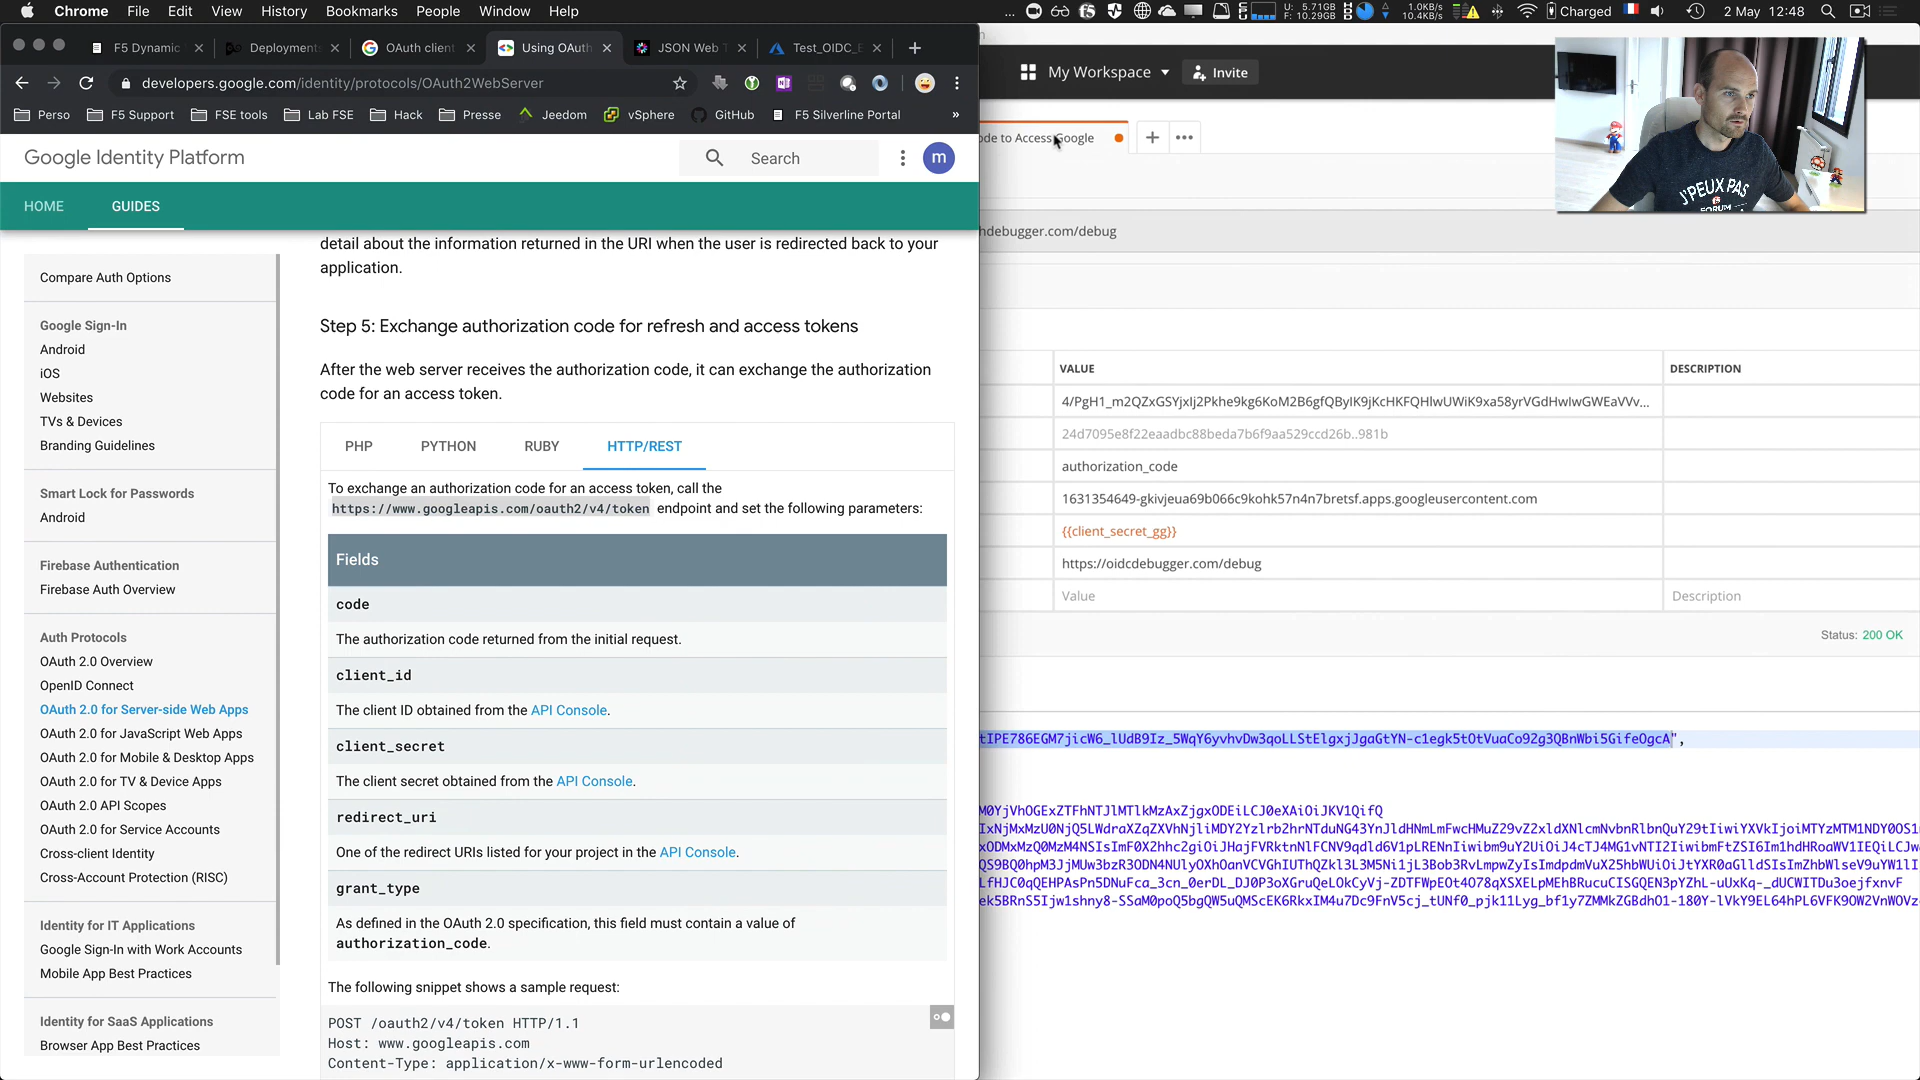 Chrome File Edit View History Bookmarks People Window Help
... U: 5.71GB F: 10.29GB 1.0KB/s 10.4KB/s Charged 2 May 12:48
F5 Dynamic Deployments OAuth client Using OAuth JSON Web T Test_OIDC_
developers.google.com/identity/protocols/OAuth2WebServer
Perso F5 Support FSE tools Lab FSE Hack Presse Jeedom vSphere GitHub F5 Silverline Portal »
Google Identity Platform
Search
m
HOME GUIDES
Compare Auth Options
Google Sign-In
Android
iOS
Websites
TVs & Devices
Branding Guidelines
Smart Lock for Passwords
Android
Firebase Authentication
Firebase Auth Overview
Auth Protocols
OAuth 2.0 Overview
OpenID Connect
OAuth 2.0 for Server-side Web Apps
OAuth 2.0 for JavaScript Web Apps
OAuth 2.0 for Mobile & Desktop Apps
OAuth 2.0 for TV & Device Apps
OAuth 2.0 API Scopes
OAuth 2.0 for Service Accounts
Cross-client Identity
Cross-Account Protection (RISC)
Identity for IT Applications
Google Sign-In with Work Accounts
Mobile App Best Practices
Identity for SaaS Applications
Browser App Best Practices
detail about the information returned in the URI when the user is redirected back to your
application.
Step 5: Exchange authorization code for refresh and access tokens
After the web server receives the authorization code, it can exchange the authorization
code for an access token.
PHP PYTHON RUBY HTTP/REST
To exchange an authorization code for an access token, call the
https://www.googleapis.com/oauth2/v4/token endpoint and set the following parameters:
Fields
code
The authorization code returned from the initial request.
client_id
The client ID obtained from the API Console.
client_secret
The client secret obtained from the API Console.
redirect_uri
One of the redirect URIs listed for your project in the API Console.
grant_type
As defined in the OAuth 2.0 specification, this field must contain a value of
authorization_code.
The following snippet shows a sample request:
POST /oauth2/v4/token HTTP/1.1
Host: www.googleapis.com
Content-Type: application/x-www-form-urlencoded
My Workspace Invite
ode to Access Google
hdebugger.com/debug
J'PEUX PAS
VALUE DESCRIPTION
24d7095e8f22eaadbc88beda7b6f9aa529ccd26b..981b
authorization_code
1631354649-gkivjeua69b066c9kohk57n4n7bretsf.apps.googleusercontent.com
{{client_secret_gg}}
https://oidcdebugger.com/debug
Value Description
Status: 200 OK